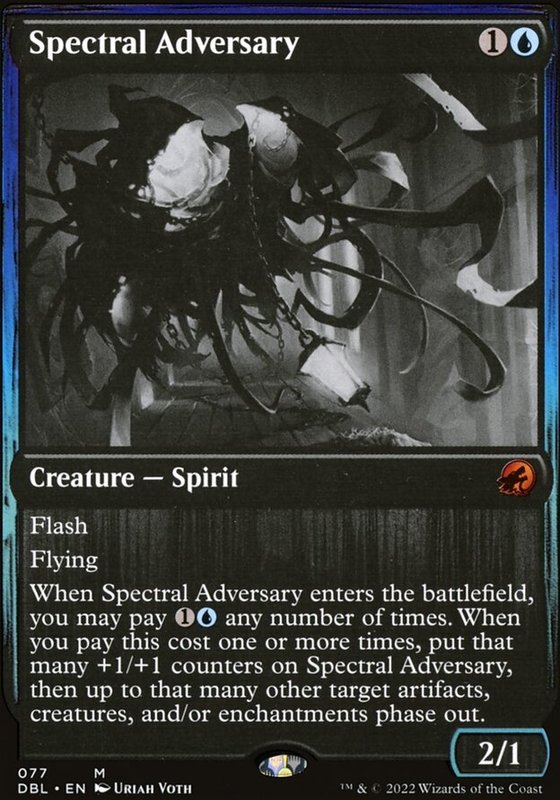 Spectral Adversary 1
Creature — Spirit
Flash
Flying
When Spectral Adversary enters the battlefield,
you may pay 1 any number of times. When
you pay this cost one or more times, put that
many +1/+1 counters on Spectral Adversary,
then up to that many other target artifacts,
creatures, and/or enchantments phase out.
2/1
077 M
DBL • EN Uriah Voth
™ & © 2022 Wizards of the Coast